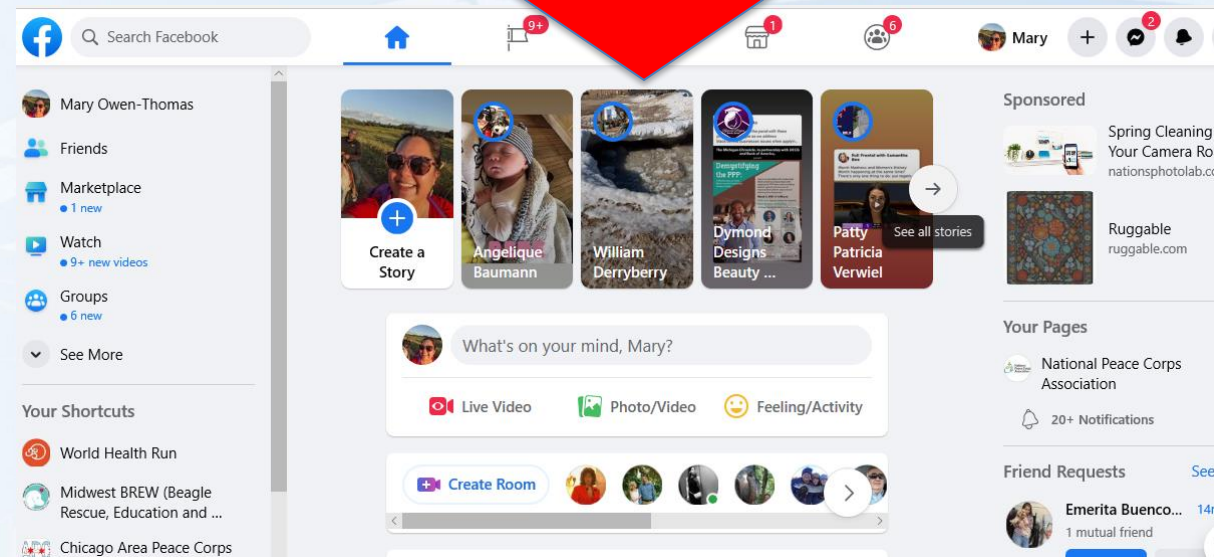 Search Facebook
9+
1
6
Mary
2
Mary Owen-Thomas
Friends
Marketplace
1 new
Watch
9+ new videos
Groups
6 new
See More
Your Shortcuts
World Health Run
Midwest BREW (Beagle
Rescue, Education and ...
Chicago Area Peace Corps
Create a
Story
Angelique
Baumann
William
Derryberry
Demystifying
the PPP:
Dymond
Designs
Beauty ...
Patty
Patricia
Verwiel
See all stories
What's on your mind, Mary?
Live Video
Photo/Video
Feeling/Activity
Create Room
Sponsored
Spring Cleaning
Your Camera Ro
nationsphotolab.co
Ruggable
ruggable.com
Your Pages
National Peace Corps
Association
20+ Notifications
Friend Requests
See
Emerita Buenco...
14
1 mutual friend